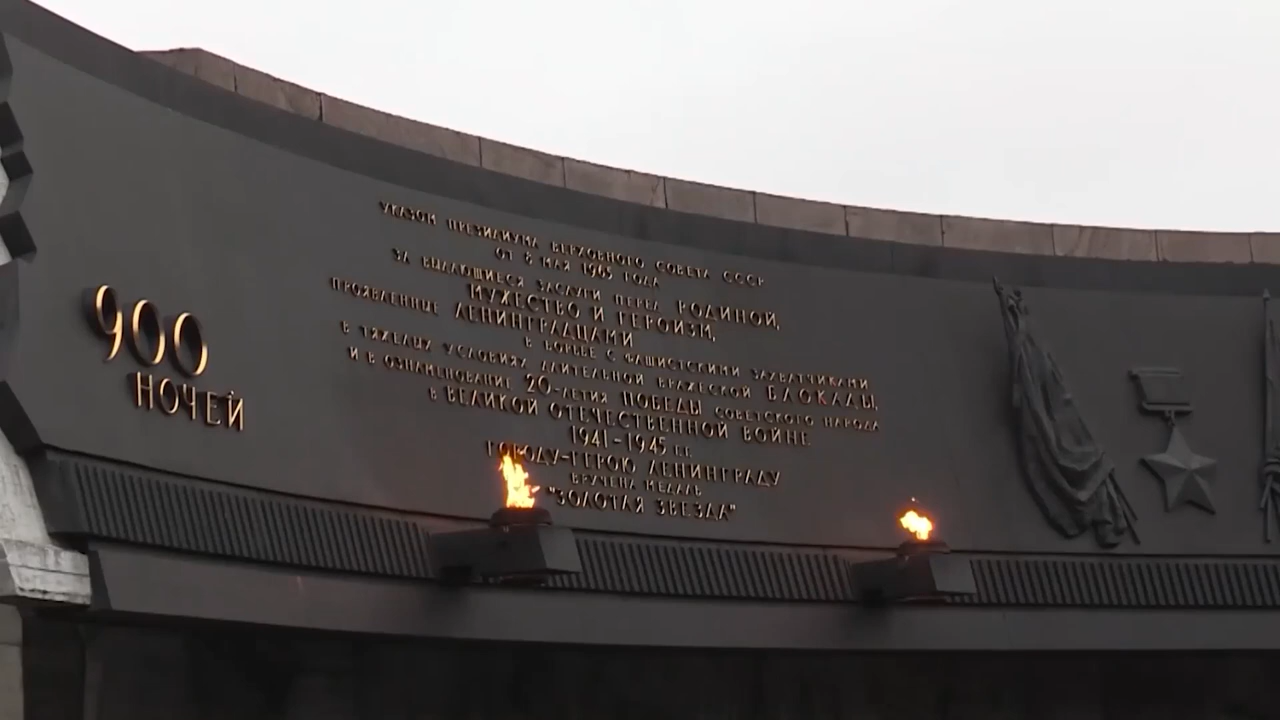 900
НОЧЕЙ
УКАЗОМ ПРЕЗИДИУМА ВЕРХОВНОГО СОВЕТА СССР
ОТ 8 МАЯ 1965 ГОДА
ЗА ВЫДАЮЩИЕСЯ ЗАСЛУГИ ПЕРЕД РОДИНОЙ,
МУЖЕСТВО И ГЕРОИЗМ,
ПРОЯВЛЕННЫЕ ЛЕНИНГРАДЦАМИ
В БОРЬБЕ С ФАШИСТСКИМИ ЗАХВАТЧИКАМИ
В ТЯЖЕЛЫХ УСЛОВИЯХ ДЛИТЕЛЬНОЙ ВРАЖЕСКОЙ БЛОКАДЫ,
И В ОЗНАМЕНОВАНИЕ 20-ЛЕТИЯ ПОБЕДЫ СОВЕТСКОГО НАРОДА
В ВЕЛИКОЙ ОТЕЧЕСТВЕННОЙ ВОЙНЕ
1941-1945 г.г.
ГОРОДУ-ГЕРОЮ ЛЕНИНГРАДУ
ВРУЧЕНА МЕДАЛЬ
"ЗОЛОТАЯ ЗВЕЗДА"